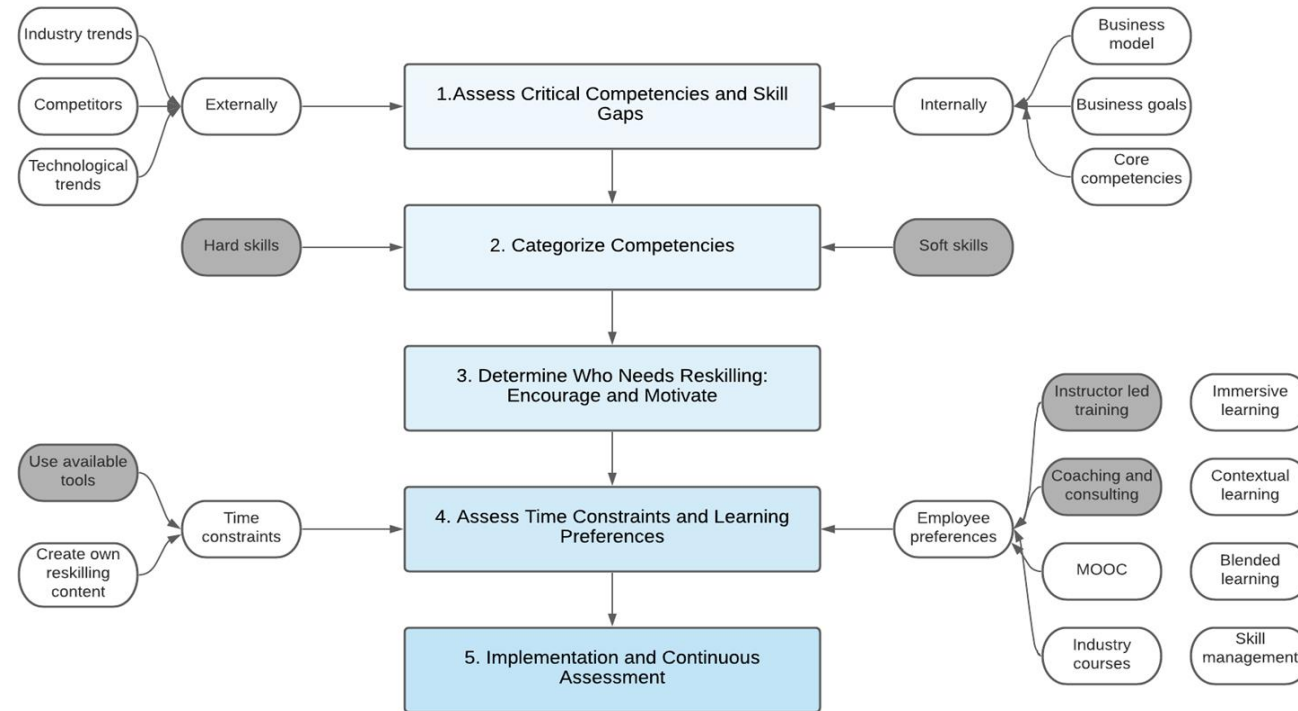 Industry trends
Competitors
Technological
trends
Externally
1.Assess Critical Competencies and Skill
Gaps
Internally
Business
model
Business goals
Core
competencies
Hard skills
2. Categorize Competencies
Soft skills
3. Determine Who Needs Reskilling:
Encourage and Motivate
Use available
tools
Create own
reskilling
content
Time
constraints
4. Assess Time Constraints and Learning
Preferences
Employee
preferences
Instructor led
training
Immersive
learning
Coaching and
consulting
Contextual
learning
MOOC
Blended
learning
Industry
courses
Skill
management
5. Implementation and Continuous
Assessment